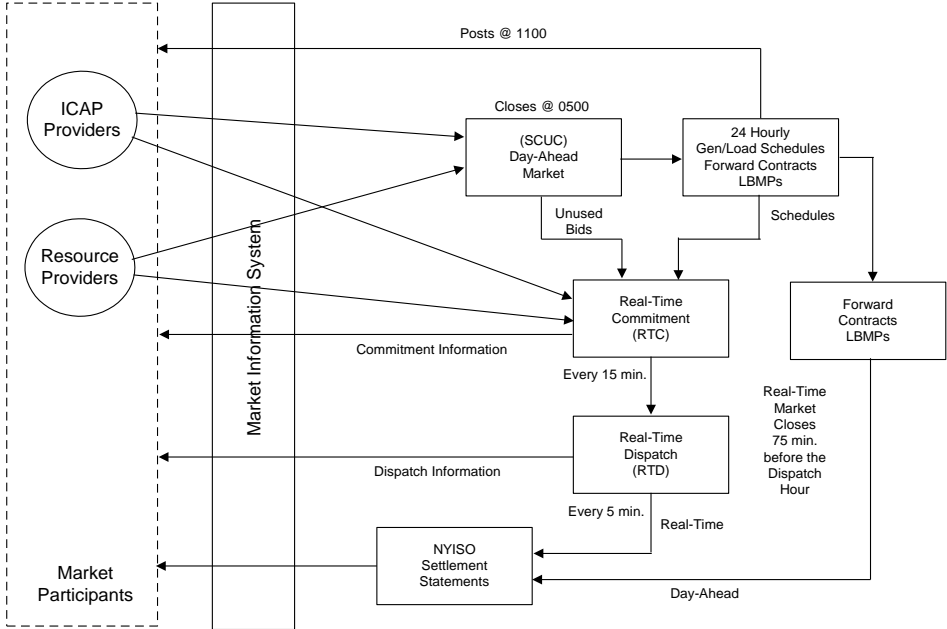 Posts @ 1100
ICAP
Providers
Closes @ 0500
(SCUC)
Day-Ahead
Market
24 Hourly
Gen/Load Schedules
Forward Contracts
LBMPs
Unused
Bids
Schedules
Resource
Providers
Market Information System
Real-Time
Commitment
(RTC)
Forward
Contracts
LBMPs
Commitment Information
Every 15 min.
Real-Time
Market
Closes
75 min.
before the
Dispatch
Hour
Real-Time
Dispatch
(RTD)
Dispatch Information
Every 5 min.
Real-Time
NYISO
Settlement
Statements
Market
Participants
Day-Ahead